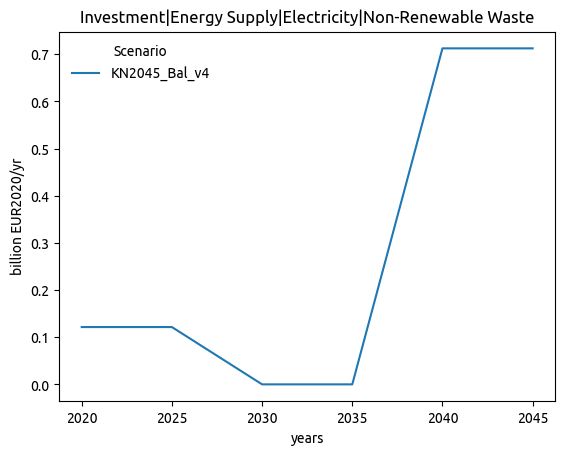 Investment|Energy Supply|Electricity|Non-Renewable Waste
Scenario
KN2045_Bal_v4
billion EUR2020/yr
0.7
0.6
0.5
0.4
0.3
0.2
0.1
0.0
2020 2025 2030 2035 2040 2045
years